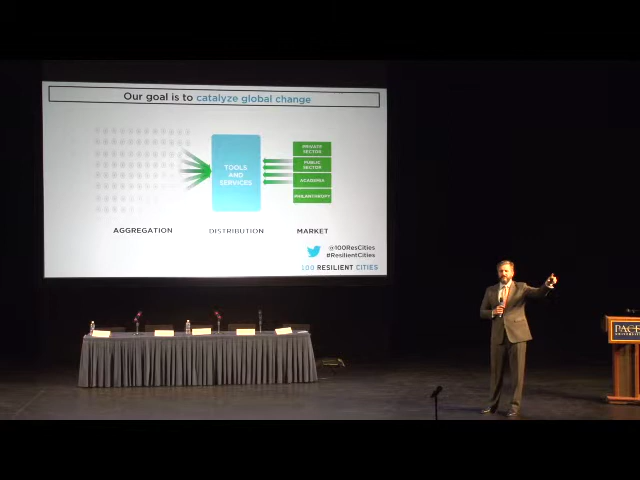 Our goal is to catalyze global change
TOOLS
AND
SERVICES
PRIVATE
SECTOR
PUBLIC
SECTOR
ACADEMIA
PHILANTHROPY
AGGREGATION
DISTRIBUTION
MARKET
@100ResCities
#ResilientCities
100 RESILIENT CITIES
PACE
UNIVERSITY